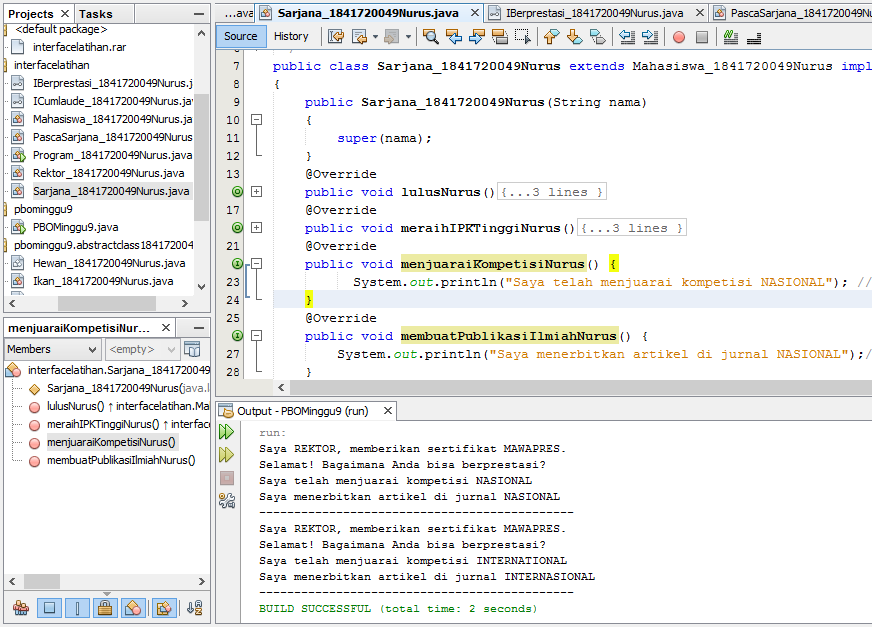 Projects × Tasks
<default package>
interfacelatihan.rar
interfacelatihan
IBerprestasi_1841720049Nurus.j
ICumlaude_1841720049Nurus.jav
Mahasiswa_1841720049Nurus.ja
PascaSarjana_1841720049Nurus
Program_1841720049Nurus.java
Rektor_1841720049Nurus.java
Sarjana_1841720049Nurus.java
pbominggu9
PBOMinggu9.java
pbominggu9.abstractclass18417200
Hewan_1841720049Nurus.java
Ikan_1841720049Nurus.java
menjuaraiKompetisiNur... ×
Members <empty>
interfacelatihan.Sarjana_1841720049
Sarjana_1841720049Nurus(java.l
lulusNurus() ↑ interfacelatihan.Ma
meraihIPKTinggiNurus() ↑ interfac
menjuaraiKompetisiNurus()
membuatPublikasiIlmiahNurus()
...ava Sarjana_1841720049Nurus.java × IBerprestasi_1841720049Nurus.java × PascaSarjana_1841720049Nu
Source History
7 public class Sarjana_1841720049Nurus extends Mahasiswa_1841720049Nurus impl
8 {
9 public Sarjana_1841720049Nurus(String nama)
10 {
11 super(nama);
12 }
13 @Override
public void lulusNurus() {...3 lines }
17 @Override
public void meraihIPKTinggiNurus() {...3 lines }
21 @Override
public void menjuaraiKompetisiNurus() {
23 System.out.println("Saya telah menjuarai kompetisi NASIONAL"); //
24 }
25 @Override
public void membuatPublikasiIlmiahNurus() {
27 System.out.println("Saya menerbitkan artikel di jurnal NASIONAL");/
28 }
Output - PBOMinggu9 (run) ×
run:
Saya REKTOR, memberikan sertifikat MAWAPRES.
Selamat! Bagaimana Anda bisa berprestasi?
Saya telah menjuarai kompetisi NASIONAL
Saya menerbitkan artikel di jurnal NASIONAL
---------------------------------------------
Saya REKTOR, memberikan sertifikat MAWAPRES.
Selamat! Bagaimana Anda bisa berprestasi?
Saya telah menjuarai kompetisi INTERNATIONAL
Saya menerbitkan artikel di jurnal INTERNASIONAL
---------------------------------------------
BUILD SUCCESSFUL (total time: 2 seconds)